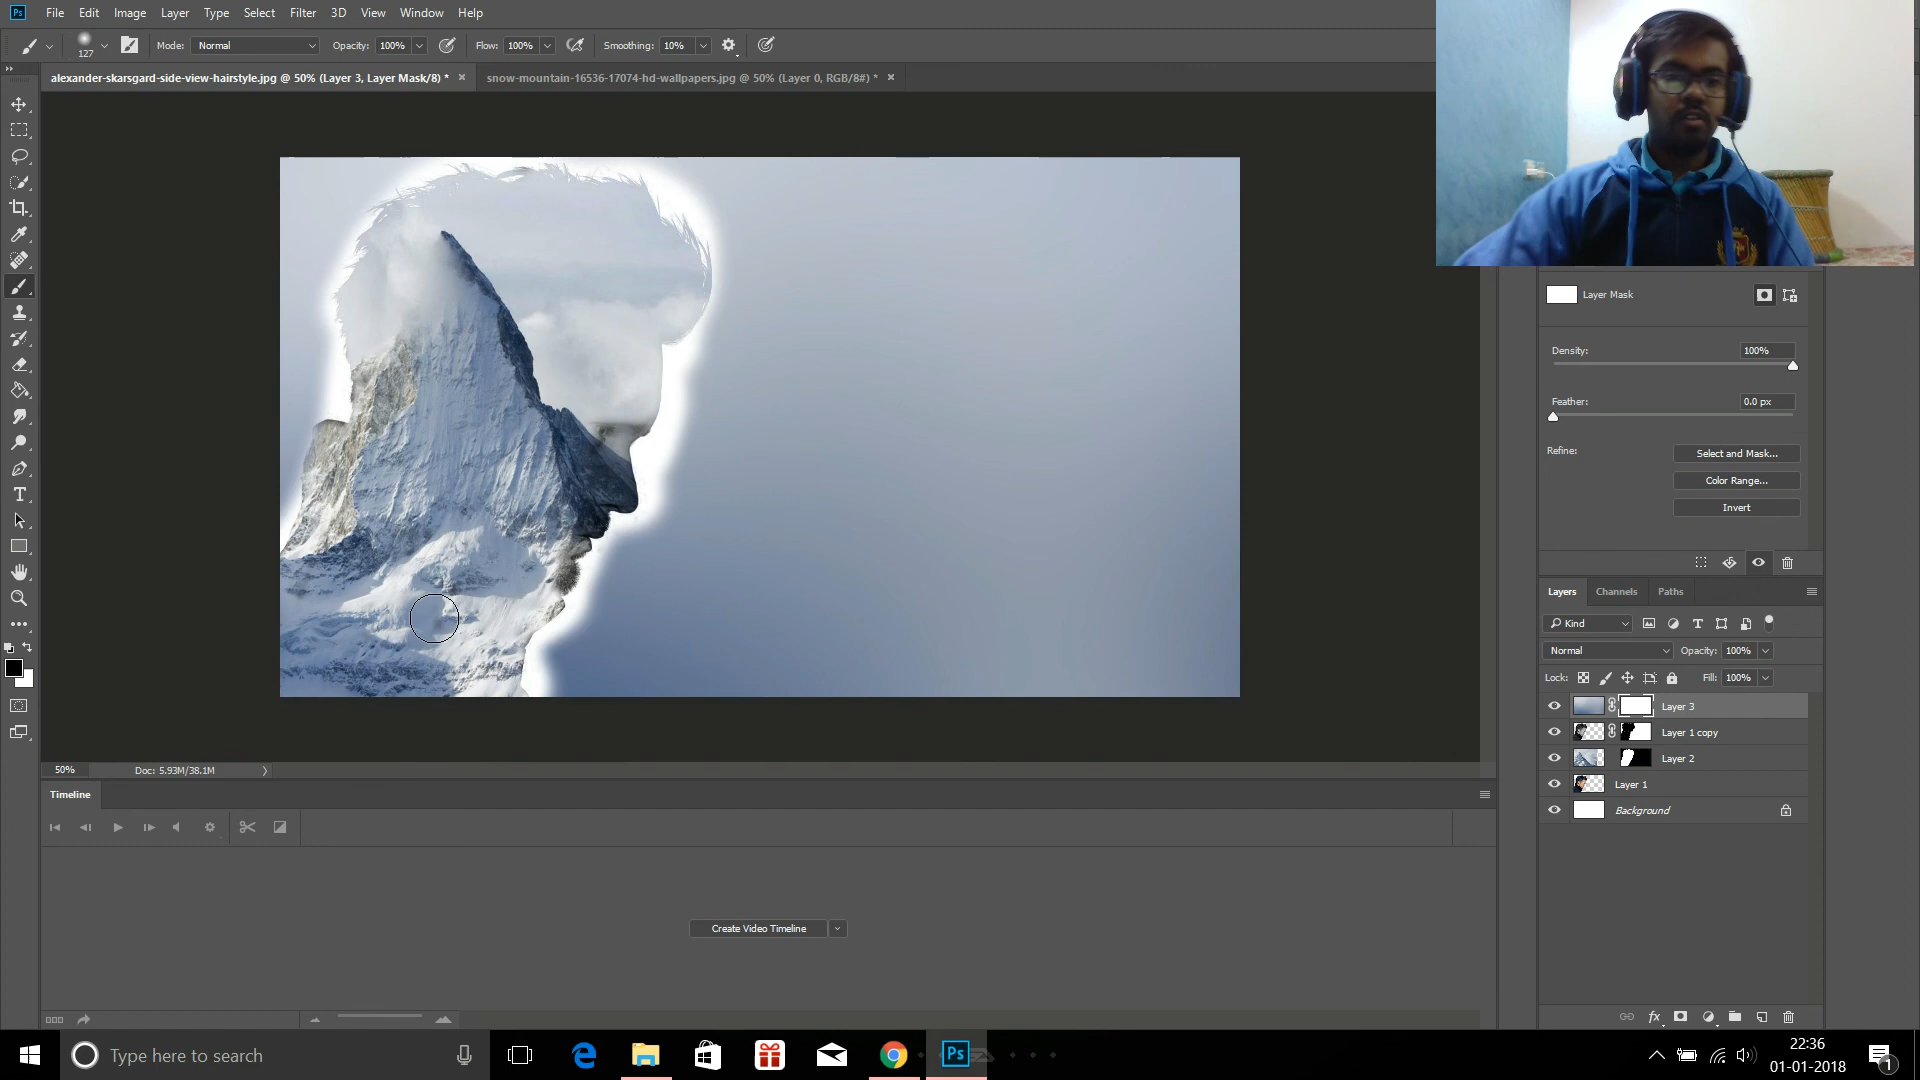 Ps File Edit Image Layer Type Select Filter 3D View Window Help
127 Mode: Normal Opacity: 100% Flow: 100% Smoothing: 10%
alexander-skarsgard-side-view-hairstyle.jpg @ 50% (Layer 3, Layer Mask/8) * × snow-mountain-16536-17074-hd-wallpapers.jpg @ 50% (Layer 0, RGB/8#) * ×
Layer Mask
Density: 100%
Feather: 0.0 px
Refine: Select and Mask...
Color Range...
Invert
Layers Channels Paths
Kind
Normal Opacity: 100%
Lock: Fill: 100%
Layer 3
Layer 1 copy
Layer 2
Layer 1
Background
50% Doc: 5.93M/38.1M
Timeline
Create Video Timeline
Type here to search
Ps
22:36
01-01-2018
1